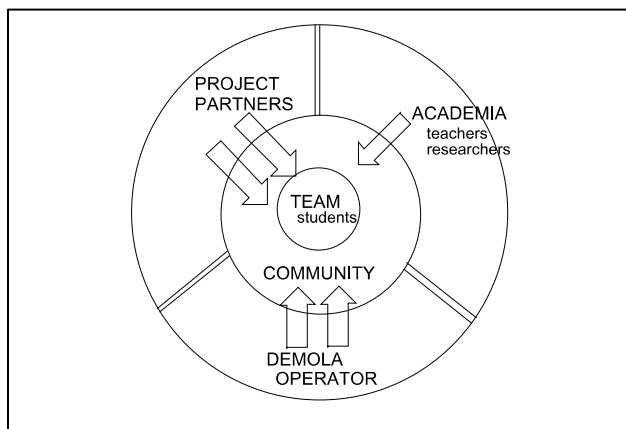 PROJECT
PARTNERS
ACADEMIA
teachers
researchers
TEAM
students
COMMUNITY
DEMOLA
OPERATOR